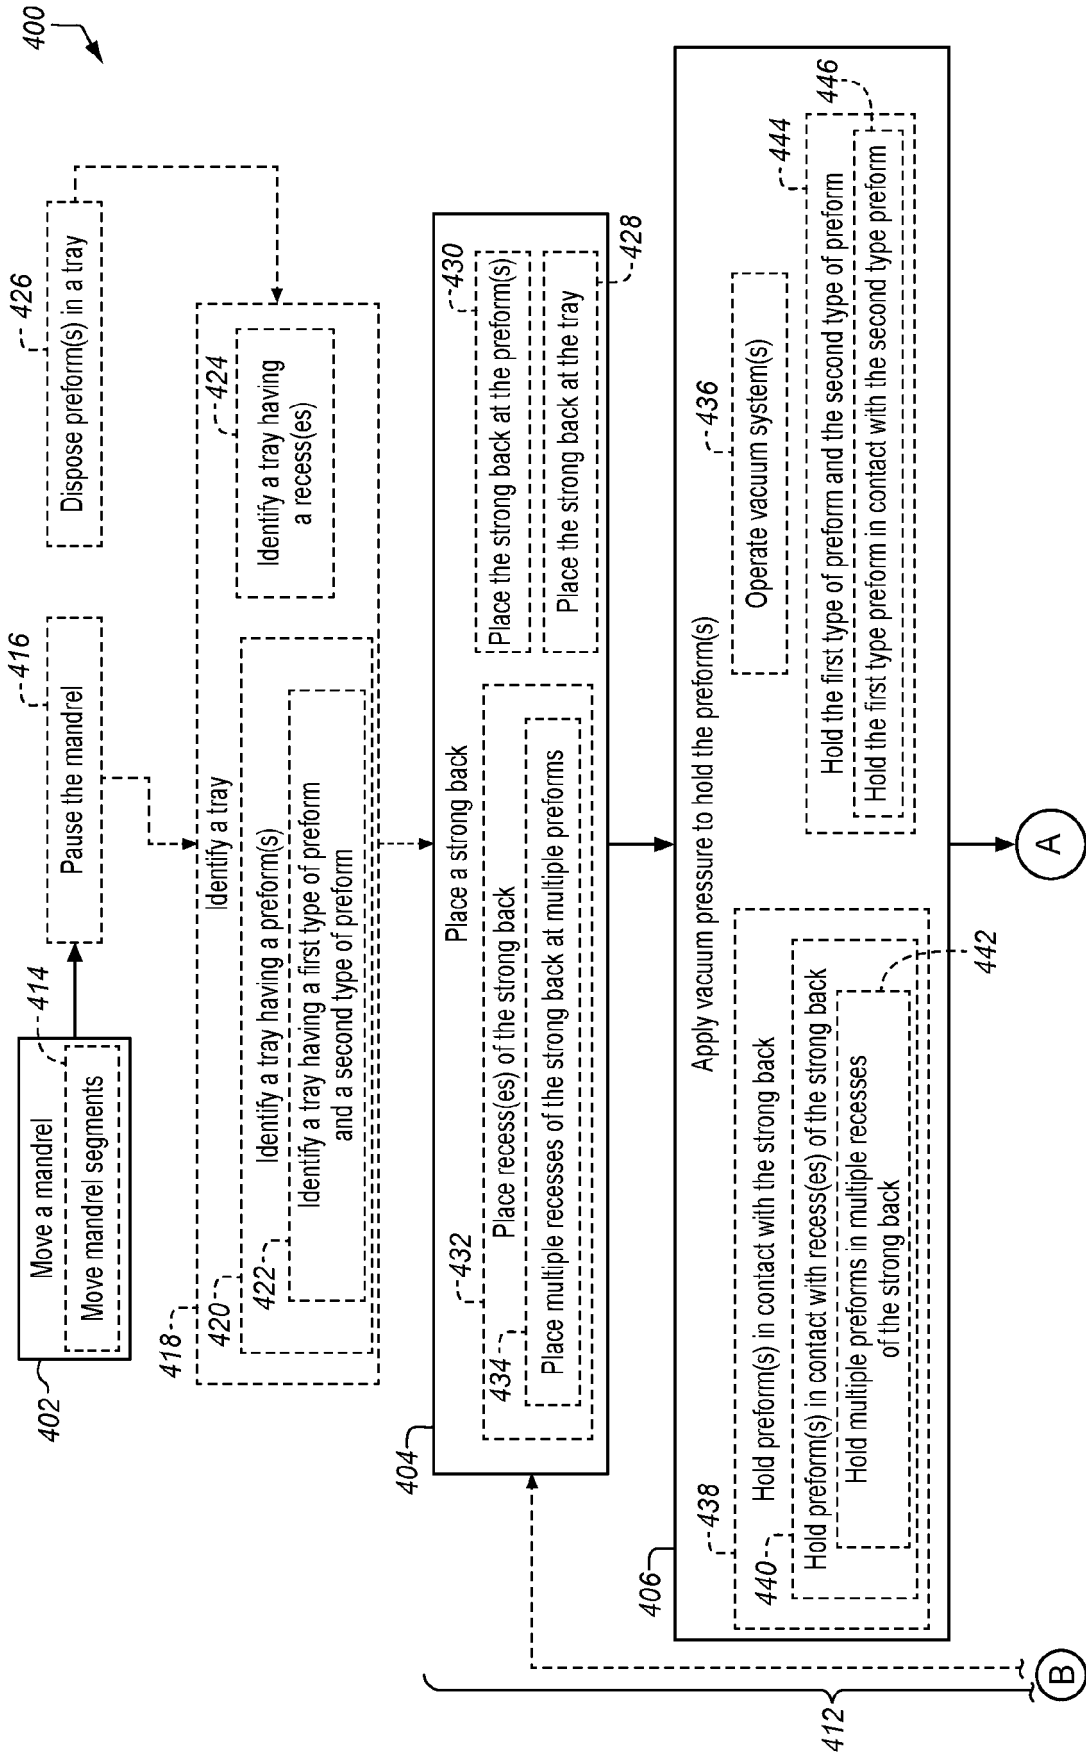 400
402
Move a mandrel
414
Move mandrel segments
416
Pause the mandrel
426
Dispose preform(s) in a tray
418
Identify a tray
420
Identify a tray having a preform(s)
422
Identify a tray having a first type of preform
and a second type of preform
424
Identify a tray having
a recess(es)
404
Place a strong back
432
Place recess(es) of the strong back
434
Place multiple recesses of the strong back at multiple preforms
430
Place the strong back at the preform(s)
428
Place the strong back at the tray
406
Apply vacuum pressure to hold the preform(s)
438
Hold preform(s) in contact with the strong back
440
Hold preform(s) in contact with recess(es) of the strong back
442
Hold multiple preforms in multiple recesses
of the strong back
436
Operate vacuum system(s)
444
Hold the first type of preform and the second type of preform
446
Hold the first type preform in contact with the second type preform
412
B
A